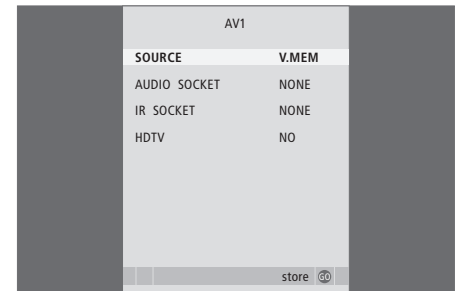 AV1
SOURCE V.MEM
AUDIO SOCKET NONE
IR SOCKET NONE
HDTV NO
store GO